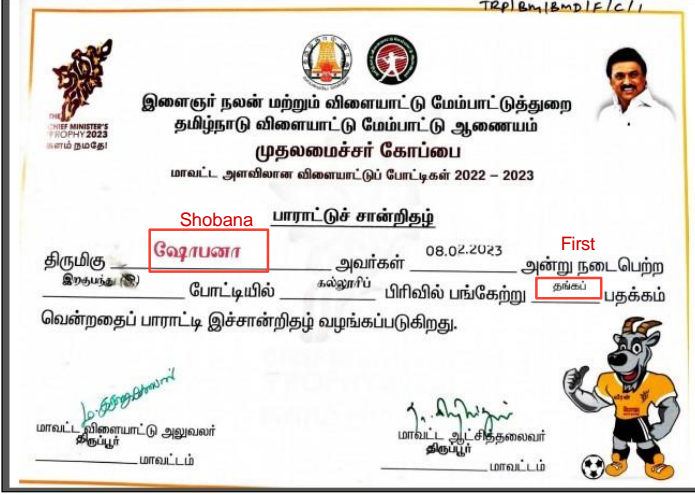 TRP/BM/BMD/F/C/1
THE
CHIEF MINISTER'S
TROPHY 2023
களம் நமதே!
இளைஞர் நலன் மற்றும் விளையாட்டு மேம்பாட்டுத்துறை
தமிழ்நாடு விளையாட்டு மேம்பாட்டு ஆணையம்
முதலமைச்சர் கோப்பை
மாவட்ட அளவிலான விளையாட்டுப் போட்டிகள் 2022 – 2023
Shobana
பாராட்டுச் சான்றிதழ்
First
திருமிகு ஷோபனா அவர்கள் 08.02.2023 அன்று நடைபெற்ற
இறகுபந்து (இ) போட்டியில் கல்லூரிப் பிரிவில் பங்கேற்று தங்கப் பதக்கம்
வென்றதைப் பாராட்டி இச்சான்றிதழ் வழங்கப்படுகிறது.
மாவட்ட விளையாட்டு அலுவலர்
திருப்பூர்
மாவட்டம்
மாவட்ட ஆட்சித்தலைவர்
திருப்பூர்
மாவட்டம்